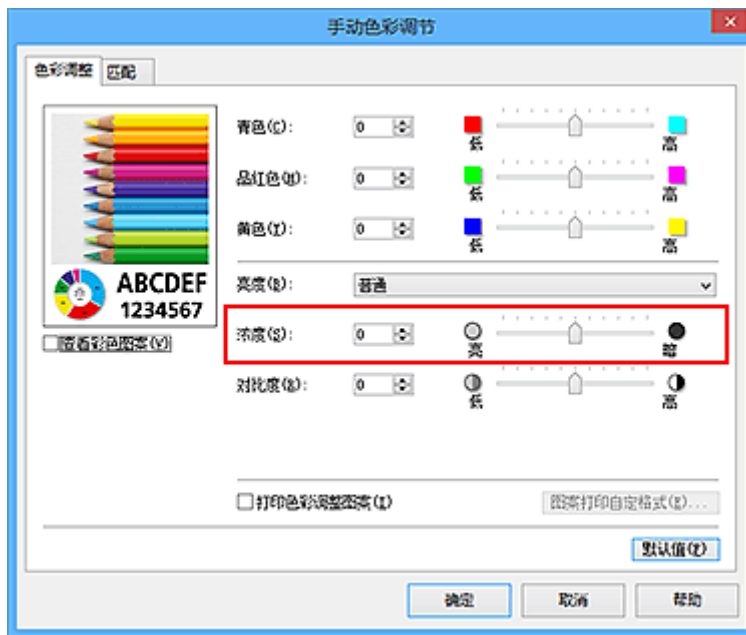 手动色彩调节
色彩调整 匹配
青色(C): 0 低 高
品红色(M): 0 低 高
黄色(Y): 0 低 高
ABCDEF
1234567
查看彩色图案(V)
亮度(B): 普通
浓度(S): 0 亮 暗
对比度(R): 0 低 高
打印色彩调整图案(I)
图案打印自定格式(E)...
默认值(F)
确定 取消 帮助